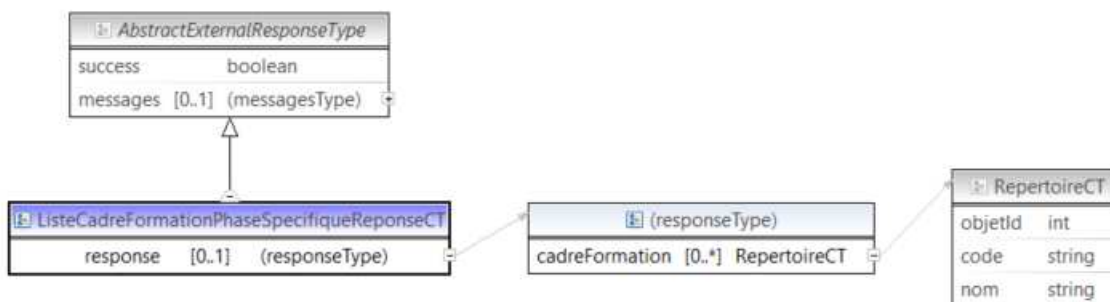 AbstractExternalResponseType
success boolean
messages [0..1] (messagesType)
ListeCadreFormationPhaseSpecifiqueReponseCT
response [0..1] (responseType)
(responseType)
cadreFormation [0..*] RepertoireCT
RepertoireCT
objetId int
code string
nom string